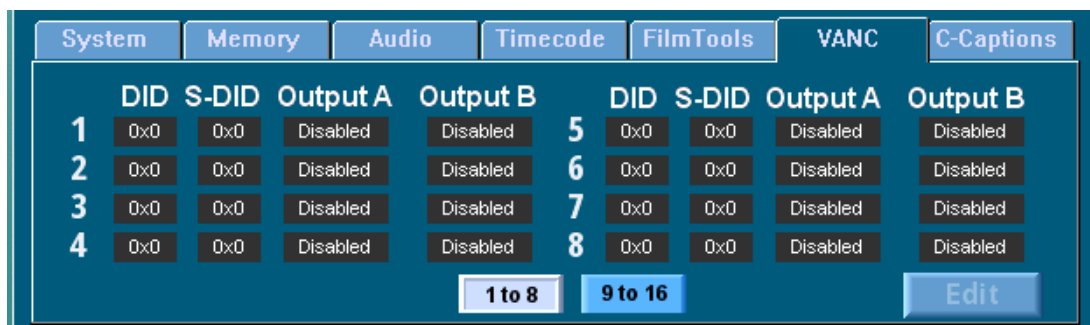 System Memory Audio Timecode FilmTools VANC C-Captions
DID S-DID Output A Output B DID S-DID Output A Output B
1 0x0 0x0 Disabled Disabled 5 0x0 0x0 Disabled Disabled
2 0x0 0x0 Disabled Disabled 6 0x0 0x0 Disabled Disabled
3 0x0 0x0 Disabled Disabled 7 0x0 0x0 Disabled Disabled
4 0x0 0x0 Disabled Disabled 8 0x0 0x0 Disabled Disabled
1 to 8 9 to 16 Edit